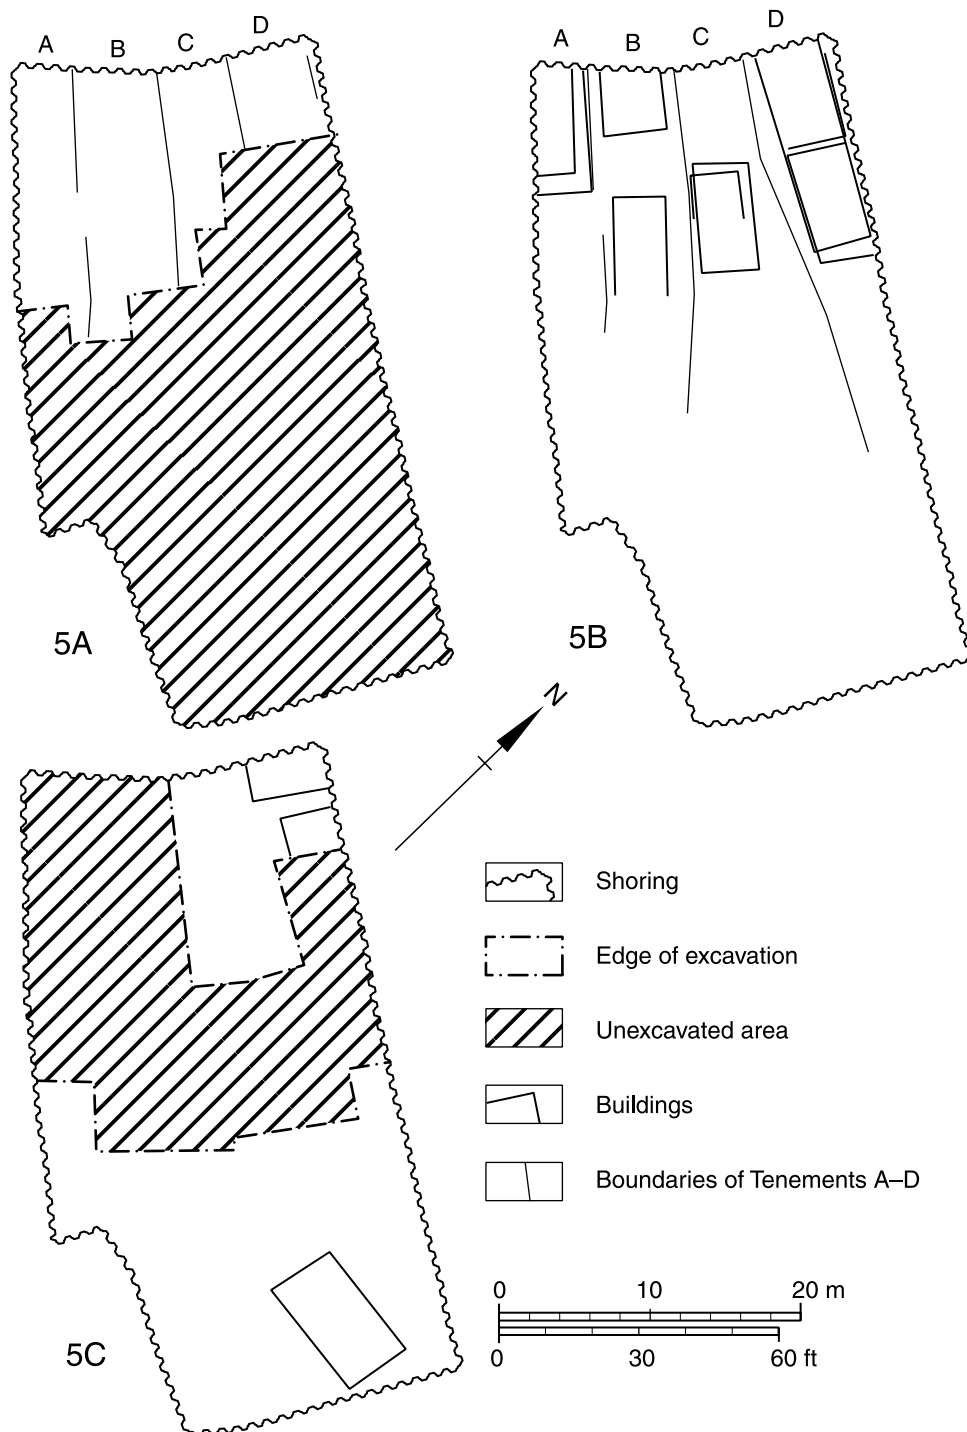 A B C D
A B C D
5A
5B
N
5C
Shoring
Edge of excavation
Unexcavated area
Buildings
Boundaries of Tenements A–D
0 10 20 m
0 30 60 ft